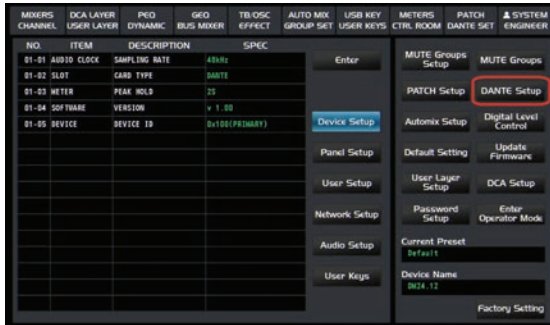 MIXERS DCA LAYER PEQ GEQ TB/OSC AUTO MIX USB KEY METERS PATCH SYSTEM
CHANNEL USER LAYER DYNAMIC BUS MIXER EFFECT GROUP SET USER KEYS CTRL ROOM DANTE SET ENGINEER
NO. ITEM DESCRIPTION SPEC
01-01 AUDIO CLOCK SAMPLING RATE 48kHz
01-02 SLOT CARD TYPE DANTE
01-03 METER PEAK HOLD 2S
01-04 SOFTWARE VERSION v 1.00
01-05 DEVICE DEVICE ID 0x100(PRIMARY)
Enter
Device Setup
Panel Setup
User Setup
Network Setup
Audio Setup
User Keys
MUTE Groups
Setup
MUTE Groups
PATCH Setup
DANTE Setup
Automix Setup
Digital Level
Control
Default Setting
Update
Firmware
User Layer
Setup
DCA Setup
Password
Setup
Enter
Operator Mode
Current Preset
Default
Device Name
DW24.12
Factory Setting